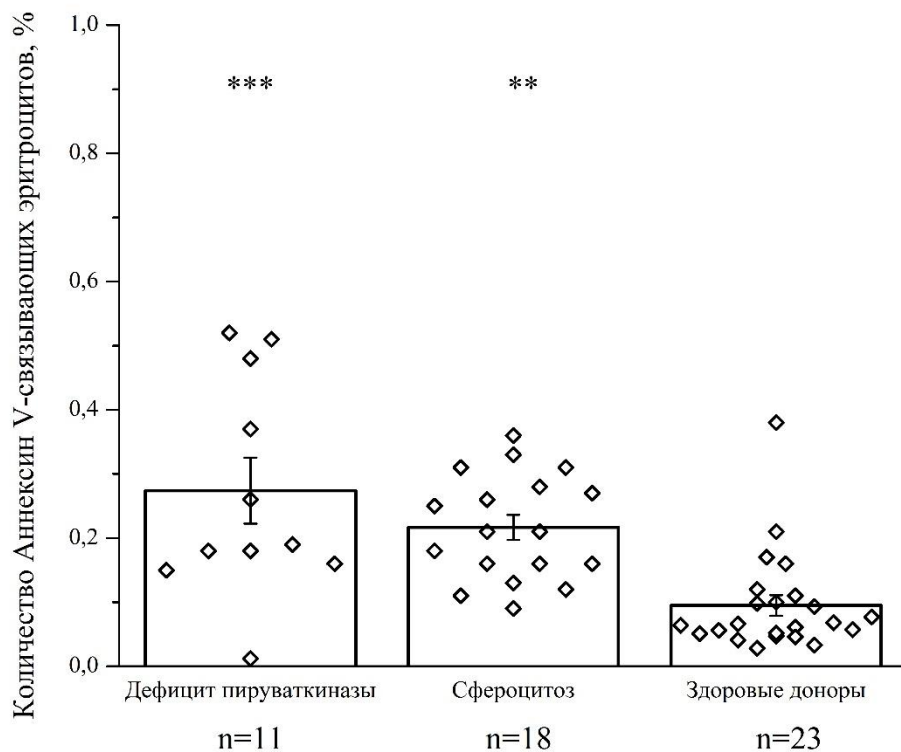 Количество Аннексин V-связывающих эритроцитов, %
1,0
0,8
0,6
0,4
0,2
0,0
*** **
Дефицит пируваткиназы Сфероцитоз Здоровые доноры
n=11 n=18 n=23